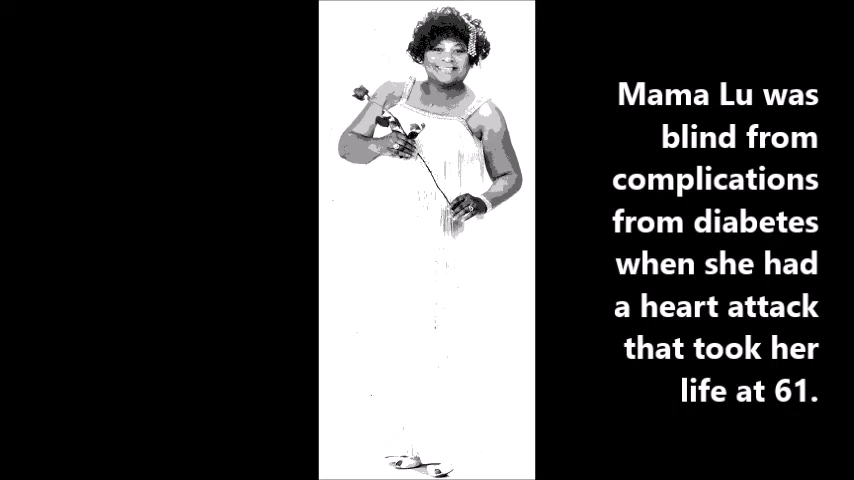 Mama Lu was
blind from
complications
from diabetes
when she had
a heart attack
that took her
life at 61.